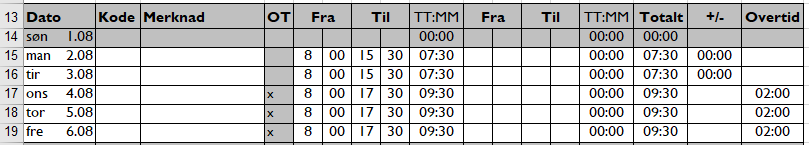 13 Dato Kode Merknad OT Fra Til TT:MM Fra Til TT:MM Totalt +/- Overtid
14 søn 1.08 00:00 00:00 00:00
15 man 2.08 8 00 15 30 07:30 00:00 07:30 00:00
16 tir 3.08 8 00 15 30 07:30 00:00 07:30 00:00
17 ons 4.08 x 8 00 17 30 09:30 00:00 09:30 02:00
18 tor 5.08 x 8 00 17 30 09:30 00:00 09:30 02:00
19 fre 6.08 x 8 00 17 30 09:30 00:00 09:30 02:00